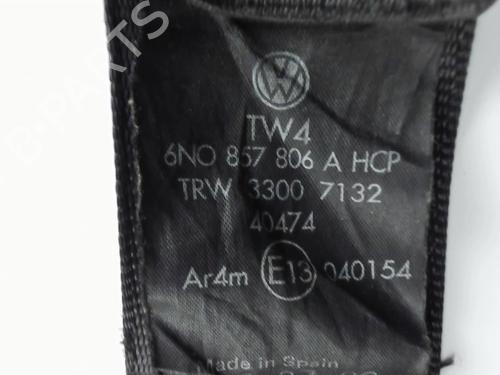 B-PARTS
TW4
6N0 857 806 A HCP
TRW 3300 7132
40474
Ar4m E13 040154
Made in Spain